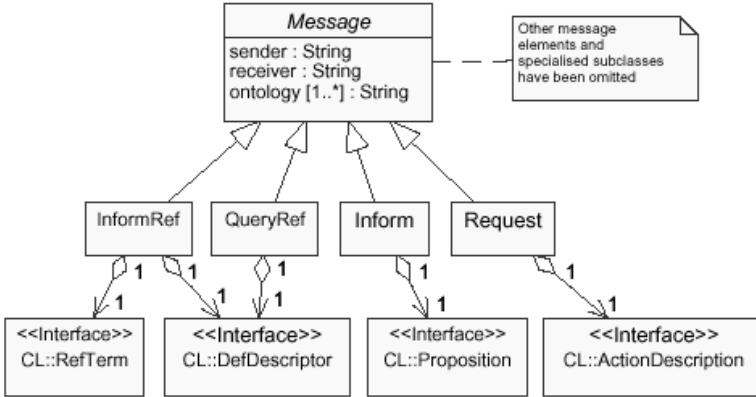 Message
sender : String
receiver : String
ontology [1..*] : String
Other message
elements and
specialised subclasses
have been omitted
InformRef
QueryRef
Inform
Request
1
1
1
1
1
1
1
1
1
1
<<Interface>>
CL::RefTerm
<<Interface>>
CL::DefDescriptor
<<Interface>>
CL::Proposition
<<Interface>>
CL::ActionDescription